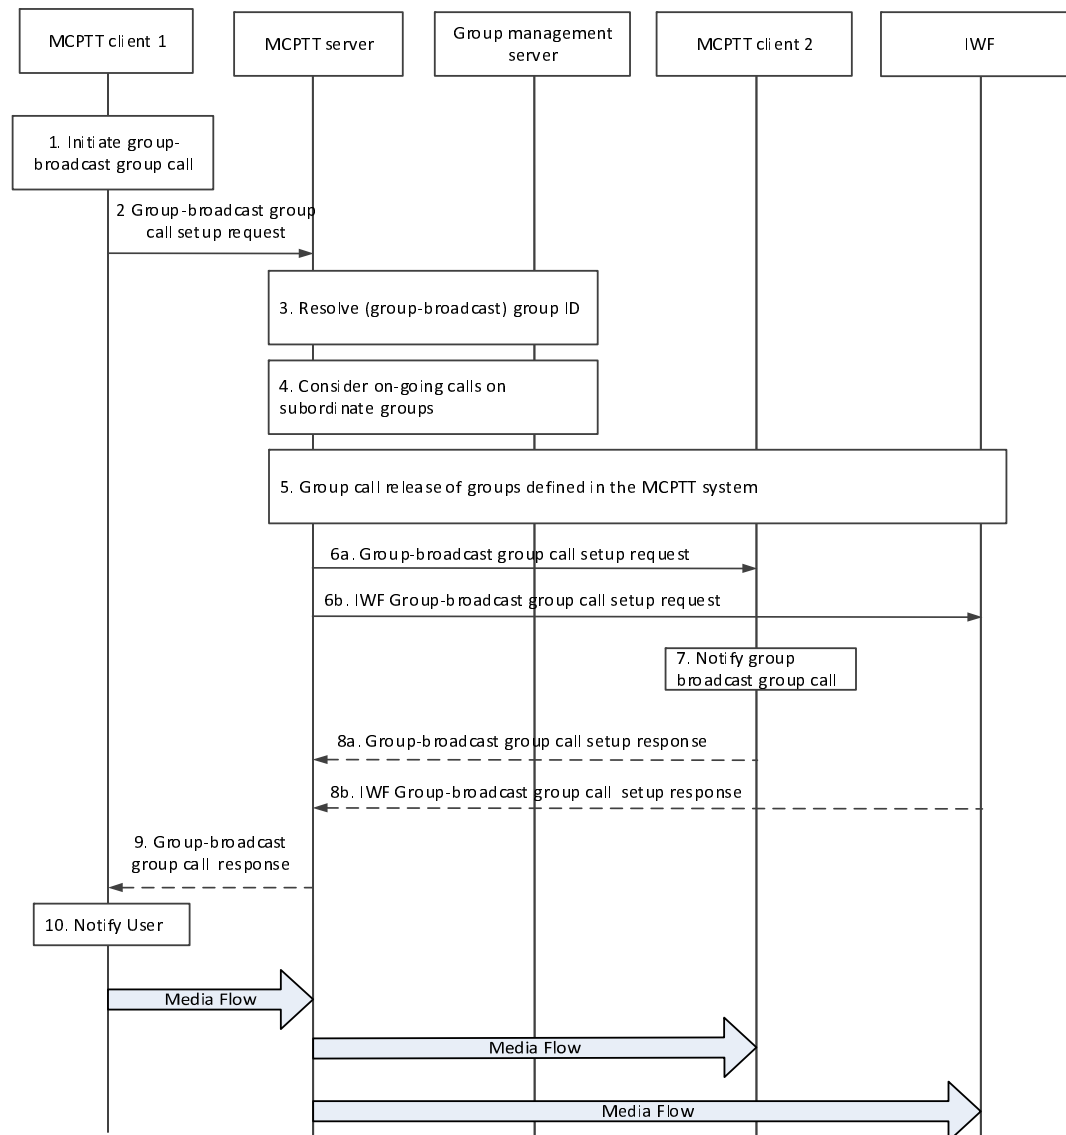 MCPTT client 1
MCPTT server
Group management
server
MCPTT client 2
IWF
1. Initiate group-
broadcast group call
2 Group-broadcast group
call setup request
3. Resolve (group-broadcast) group ID
4. Consider on-going calls on
subordinate groups
5. Group call release of groups defined in the MCPTT system
6a. Group-broadcast group call setup request
6b. IWF Group-broadcast group call setup request
7. Notify group
broadcast group call
8a. Group-broadcast group call setup response
8b. IWF Group-broadcast group call setup response
9. Group-broadcast
group call response
10. Notify User
Media Flow
Media Flow
Media Flow